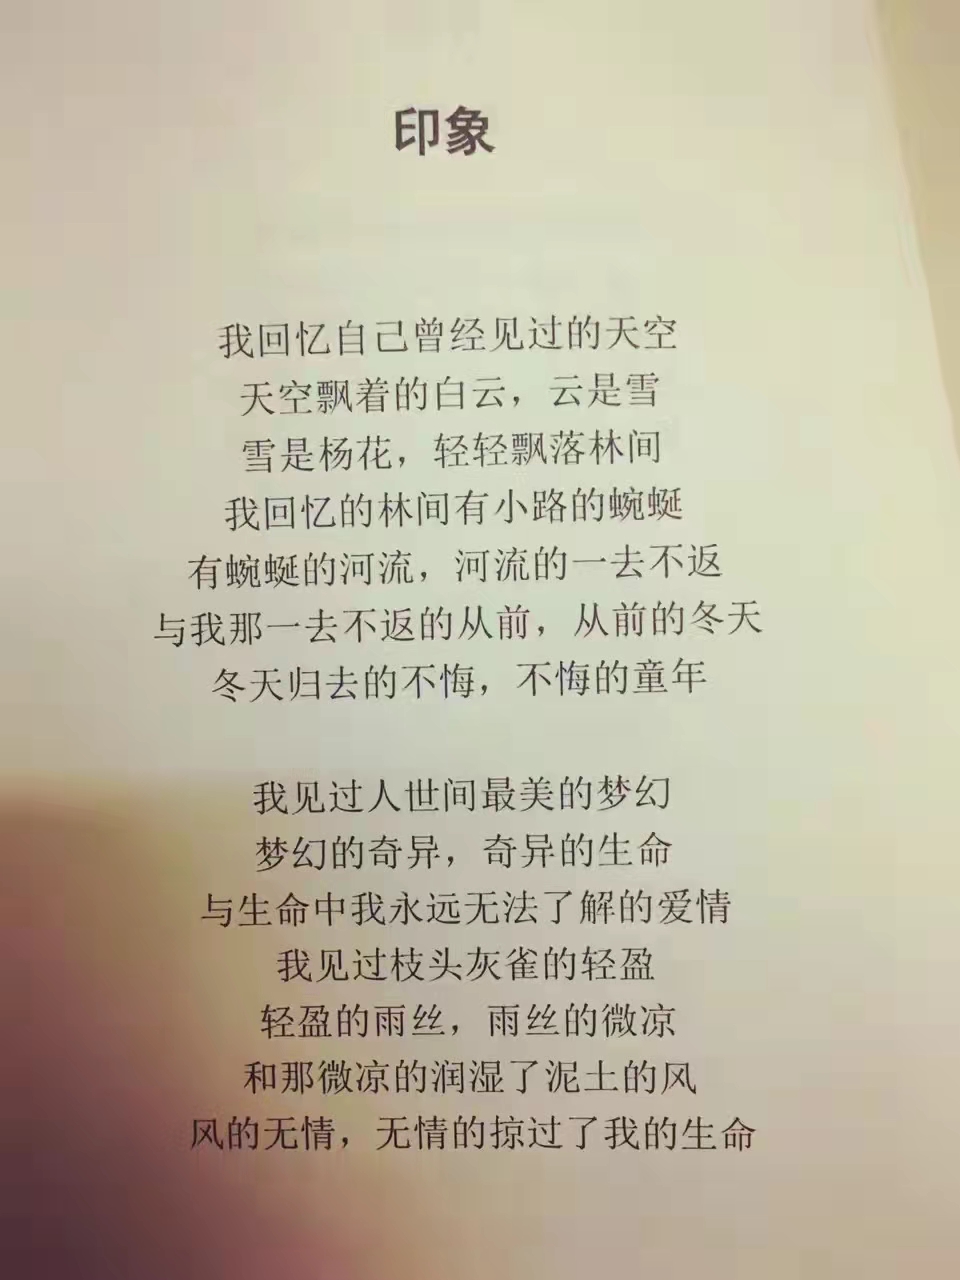 印象
我回忆自己曾经见过的天空
天空飘着的白云，云是雪
雪是杨花，轻轻飘落林间
我回忆的林间有小路的蜿蜒
有蜿蜒的河流，河流的一去不返
与我那一去不返的从前，从前的冬天
冬天归去的不悔，不悔的童年
我见过人世间最美的梦幻
梦幻的奇异，奇异的生命
与生命中我永远无法了解的爱情
我见过枝头灰雀的轻盈
轻盈的雨丝，雨丝的微凉
和那微凉的润湿了泥土的风
风的无情，无情的掠过了我的生命